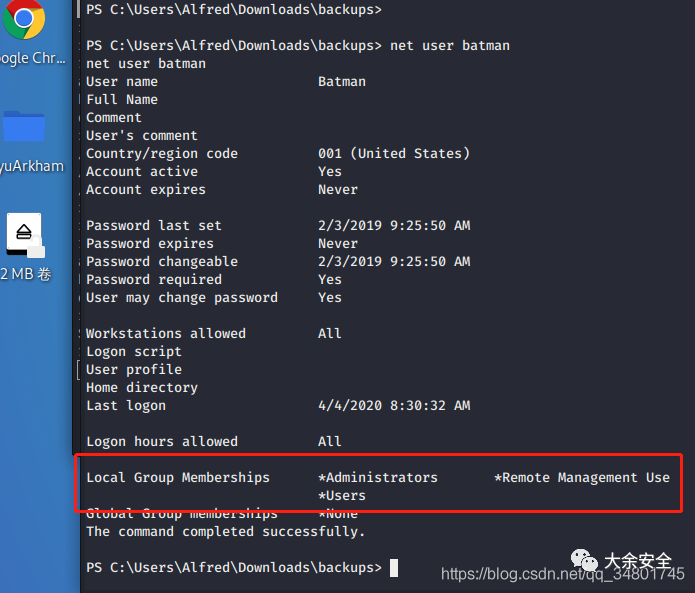 PS C:\Users\Alfred\Downloads\backups>
PS C:\Users\Alfred\Downloads\backups> net user batman
net user batman
User name Batman
Full Name
Comment
User's comment
Country/region code 001 (United States)
Account active Yes
Account expires Never
Password last set 2/3/2019 9:25:50 AM
Password expires Never
Password changeable 2/3/2019 9:25:50 AM
Password required Yes
User may change password Yes
Workstations allowed All
Logon script
User profile
Home directory
Last logon 4/4/2020 8:30:32 AM
Logon hours allowed All
Local Group Memberships *Administrators *Remote Management Use
*Users
Global Group memberships *None
The command completed successfully.
PS C:\Users\Alfred\Downloads\backups>
ogle Chr...
yuArkham
2 MB 卷
大余安全
https://blog.csdn.net/qq_34801745